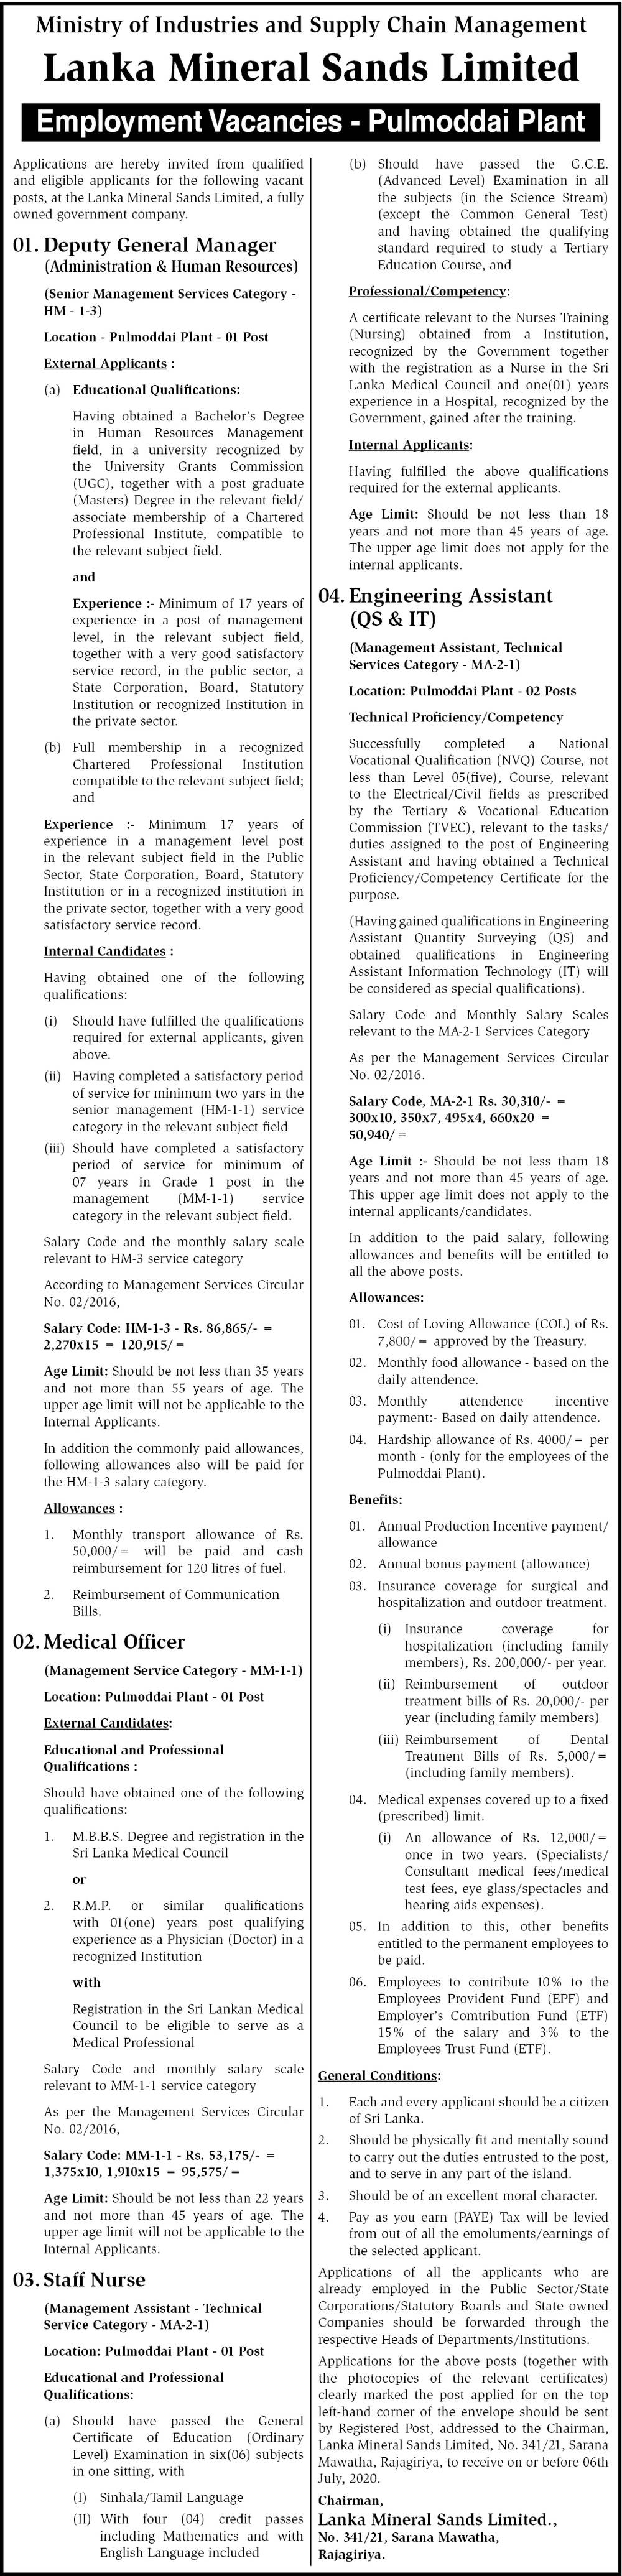 Ministry of Industries and Supply Chain Management
Lanka Mineral Sands Limited
Employment Vacancies - Pulmoddai Plant
Applications are hereby invited from qualified
and eligible applicants for the following vacant
posts, at the Lanka Mineral Sands Limited, a fully
owned government company.
01. Deputy General Manager
(Administration & Human Resources)
(Senior Management Services Category -
HM - 1-3)
Location - Pulmoddai Plant - 01 Post
External Applicants :
(a) Educational Qualifications:
Having obtained a Bachelor's Degree
in Human Resources Management
field, in a university recognized by
the University Grants Commission
(UGC), together with a post graduate
(Masters) Degree in the relevant field/
associate membership of a Chartered
Professional Institute, compatible to
the relevant subject field.
and
Experience :- Minimum of 17 years of
experience in a post of management
level, in the relevant subject field,
together with a very good satisfactory
service record, in the public sector, a
State Corporation, Board, Statutory
Institution or recognized Institution in
the private sector.
(b) Full membership in a recognized
Chartered Professional Institution
compatible to the relevant subject field;
and
Experience :- Minimum 17 years of
experience in a management level post
in the relevant subject field in the Public
Sector, State Corporation, Board, Statutory
Institution or in a recognized institution in
the private sector, together with a very good
satisfactory service record.
Internal Candidates :
Having obtained one of the following
qualifications:
(i) Should have fulfilled the qualifications
required for external applicants, given
above.
(ii) Having completed a satisfactory period
of service for minimum two yars in the
senior management (HM-1-1) service
category in the relevant subject field
(iii) Should have completed a satisfactory
period of service for minimum of
07 years in Grade 1 post in the
management (MM-1-1) service
category in the relevant subject field.
Salary Code and the monthly salary scale
relevant to HM-3 service category
According to Management Services Circular
No. 02/2016,
Salary Code: HM-1-3 - Rs. 86,865/- =
2,270x15 = 120,915/=
Age Limit: Should be not less than 35 years
and not more than 55 years of age. The
upper age limit will not be applicable to the
Internal Applicants.
In addition the commonly paid allowances,
following allowances also will be paid for
the HM-1-3 salary category.
Allowances :
1. Monthly transport allowance of Rs.
50,000/= will be paid and cash
reimbursement for 120 litres of fuel.
2. Reimbursement of Communication
Bills.
02. Medical Officer
(Management Service Category - MM-1-1)
Location: Pulmoddai Plant - 01 Post
External Candidates:
Educational and Professional
Qualifications :
Should have obtained one of the following
qualifications:
1. M.B.B.S. Degree and registration in the
Sri Lanka Medical Council
or
2. R.M.P. or similar qualifications
with 01(one) years post qualifying
experience as a Physician (Doctor) in a
recognized Institution
with
Registration in the Sri Lankan Medical
Council to be eligible to serve as a
Medical Professional
Salary Code and monthly salary scale
relevant to MM-1-1 service category
As per the Management Services Circular
No. 02/2016,
Salary Code: MM-1-1 - Rs. 53,175/- =
1,375x10, 1,910x15 = 95,575/=
Age Limit: Should be not less than 22 years
and not more than 45 years of age. The
upper age limit will not be applicable to the
Internal Applicants.
03. Staff Nurse
(Management Assistant - Technical
Service Category - MA-2-1)
Location: Pulmoddai Plant - 01 Post
Educational and Professional
Qualifications:
(a) Should have passed the General
Certificate of Education (Ordinary
Level) Examination in six(06) subjects
in one sitting, with
(I) Sinhala/Tamil Language
(II) With four (04) credit passes
including Mathematics and with
English Language included
(b) Should have passed the G.C.E.
(Advanced Level) Examination in all
the subjects (in the Science Stream)
(except the Common General Test)
and having obtained the qualifying
standard required to study a Tertiary
Education Course, and
Professional/Competency:
A certificate relevant to the Nurses Training
(Nursing) obtained from a Institution,
recognized by the Government together
with the registration as a Nurse in the Sri
Lanka Medical Council and one(01) years
experience in a Hospital, recognized by the
Government, gained after the training.
Internal Applicants:
Having fulfilled the above qualifications
required for the external applicants.
Age Limit: Should be not less than 18
years and not more than 45 years of age.
The upper age limit does not apply for the
internal applicants.
04. Engineering Assistant
(QS & IT)
(Management Assistant, Technical
Services Category - MA-2-1)
Location: Pulmoddai Plant - 02 Posts
Technical Proficiency/Competency
Successfully completed a National
Vocational Qualification (NVQ) Course, not
less than Level 05(five), Course, relevant
to the Electrical/Civil fields as prescribed
by the Tertiary & Vocational Education
Commission (TVEC), relevant to the tasks/
duties assigned to the post of Engineering
Assistant and having obtained a Technical
Proficiency/Competency Certificate for the
purpose.
(Having gained qualifications in Engineering
Assistant Quantity Surveying (QS) and
obtained qualifications in Engineering
Assistant Information Technology (IT) will
be considered as special qualifications).
Salary Code and Monthly Salary Scales
relevant to the MA-2-1 Services Category
As per the Management Services Circular
No. 02/2016.
Salary Code, MA-2-1 Rs. 30,310/- =
300x10, 350x7, 495x4, 660x20 =
50,940/=
Age Limit :- Should be not less tham 18
years and not more than 45 years of age.
This upper age limit does not apply to the
internal applicants/candidates.
In addition to the paid salary, following
allowances and benefits will be entitled to
all the above posts.
Allowances:
01. Cost of Loving Allowance (COL) of Rs.
7,800/= approved by the Treasury.
02. Monthly food allowance - based on the
daily attendence.
03. Monthly attendence incentive
payment:- Based on daily attendence.
04. Hardship allowance of Rs. 4000/= per
month - (only for the employees of the
Pulmoddai Plant).
Benefits:
01. Annual Production Incentive payment/
allowance
02. Annual bonus payment (allowance)
03. Insurance coverage for surgical and
hospitalization and outdoor treatment.
(i) Insurance coverage for
hospitalization (including family
members), Rs. 200,000/- per year.
(ii) Reimbursement of outdoor
treatment bills of Rs. 20,000/- per
year (including family members)
(iii) Reimbursement of Dental
Treatment Bills of Rs. 5,000/=
(including family members).
04. Medical expenses covered up to a fixed
(prescribed) limit.
(i) An allowance of Rs. 12,000/=
once in two years. (Specialists/
Consultant medical fees/medical
test fees, eye glass/spectacles and
hearing aids expenses).
05. In addition to this, other benefits
entitled to the permanent employees to
be paid.
06. Employees to contribute 10% to the
Employees Provident Fund (EPF) and
Employer's Comtribution Fund (ETF)
15% of the salary and 3% to the
Employees Trust Fund (ETF).
General Conditions:
1. Each and every applicant should be a citizen
of Sri Lanka.
2. Should be physically fit and mentally sound
to carry out the duties entrusted to the post,
and to serve in any part of the island.
3. Should be of an excellent moral character.
4. Pay as you earn (PAYE) Tax will be levied
from out of all the emoluments/earnings of
the selected applicant.
Applications of all the applicants who are
already employed in the Public Sector/State
Corporations/Statutory Boards and State owned
Companies should be forwarded through the
respective Heads of Departments/Institutions.
Applications for the above posts (together with
the photocopies of the relevant certificates)
clearly marked the post applied for on the top
left-hand corner of the envelope should be sent
by Registered Post, addressed to the Chairman,
Lanka Mineral Sands Limited, No. 341/21, Sarana
Mawatha, Rajagiriya, to receive on or before 06th
July, 2020.
Chairman,
Lanka Mineral Sands Limited.,
No. 341/21, Sarana Mawatha,
Rajagiriya.